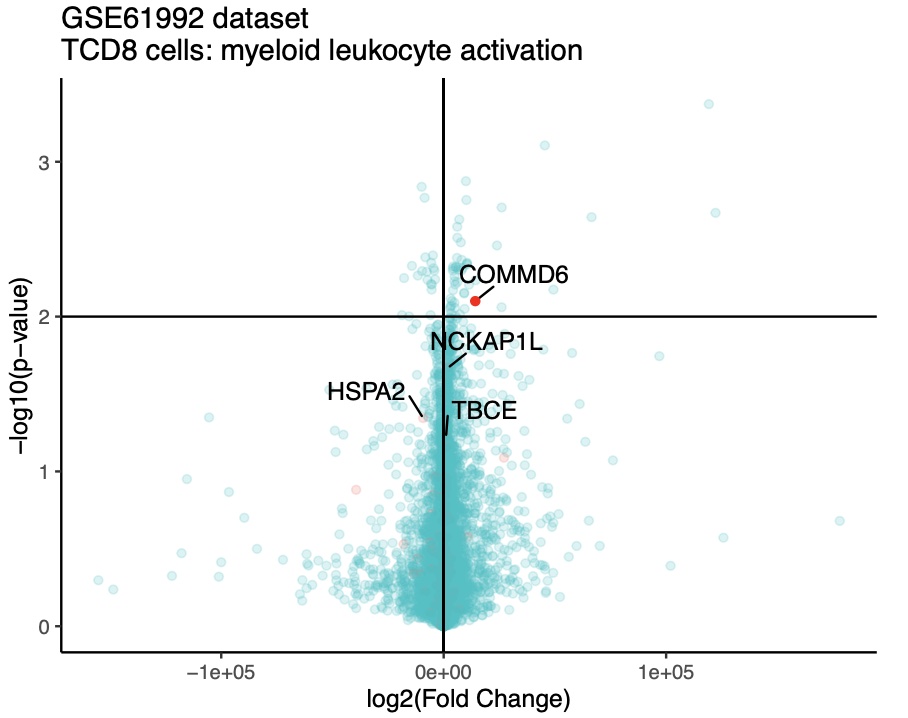 GSE61992 dataset
TCD8 cells: myeloid leukocyte activation
3
COMMD6
2
NCKAP1L
HSPA2
TBCE
1
0
−log10(p−value)
−1e+05
0e+00
1e+05
log2(Fold Change)